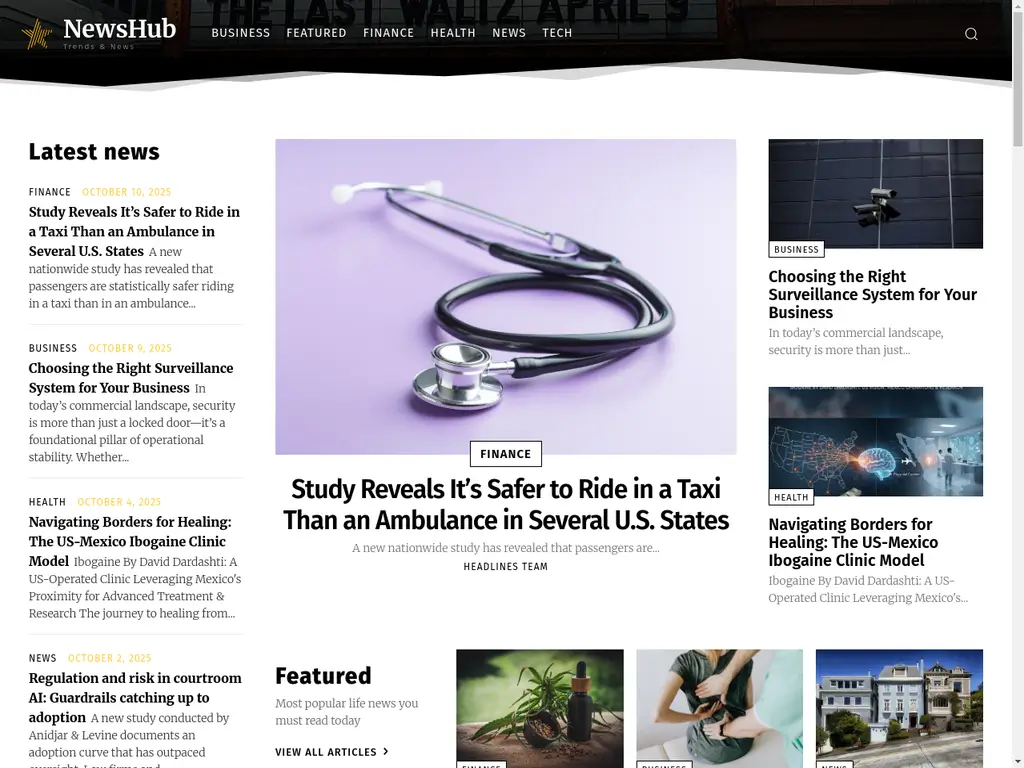 THE LAST WALTZ APRIL 9
NewsHub
Trends & News
BUSINESS FEATURED FINANCE HEALTH NEWS TECH
Latest news
FINANCE OCTOBER 10, 2025
Study Reveals It’s Safer to Ride in
a Taxi Than an Ambulance in
Several U.S. States A new
nationwide study has revealed that
passengers are statistically safer riding
in a taxi than in an ambulance...
BUSINESS OCTOBER 9, 2025
Choosing the Right Surveillance
System for Your Business In
today’s commercial landscape, security
is more than just a locked door—it’s a
foundational pillar of operational
stability. Whether...
HEALTH OCTOBER 4, 2025
Navigating Borders for Healing:
The US-Mexico Ibogaine Clinic
Model Ibogaine By David Dardashti: A
US-Operated Clinic Leveraging Mexico's
Proximity for Advanced Treatment &
Research The journey to healing from...
NEWS OCTOBER 2, 2025
Regulation and risk in courtroom
AI: Guardrails catching up to
adoption A new study conducted by
Anidjar & Levine documents an
adoption curve that has outpaced
FINANCE
Study Reveals It’s Safer to Ride in a Taxi
Than an Ambulance in Several U.S. States
A new nationwide study has revealed that passengers are...
HEADLINES TEAM
BUSINESS
Choosing the Right
Surveillance System for Your
Business
In today’s commercial landscape,
security is more than just...
HEALTH
Navigating Borders for
Healing: The US-Mexico
Ibogaine Clinic Model
Ibogaine By David Dardashti: A US-
Operated Clinic Leveraging Mexico's...
Featured
Most popular life news you
must read today
VIEW ALL ARTICLES
FINANCE
BUSINESS
NEWS